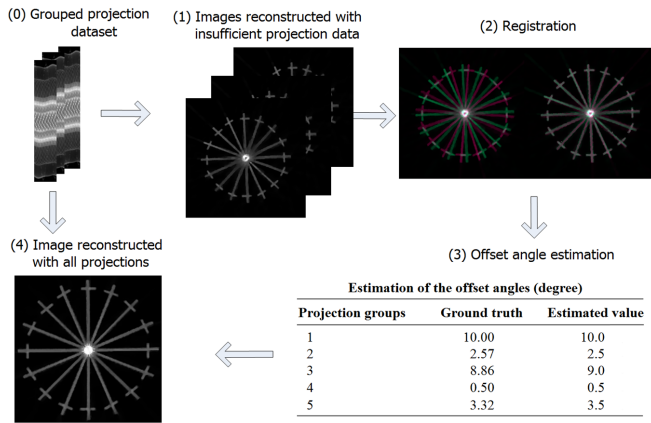 (0) Grouped projection
dataset
(1) Images reconstructed with
insufficient projection data
(2) Registration
(3) Offset angle estimation
Estimation of the offset angles (degree)
Projection groups Ground truth Estimated value
1 10.00 10.0
2 2.57 2.5
3 8.86 9.0
4 0.50 0.5
5 3.32 3.5
(4) Image reconstructed
with all projections